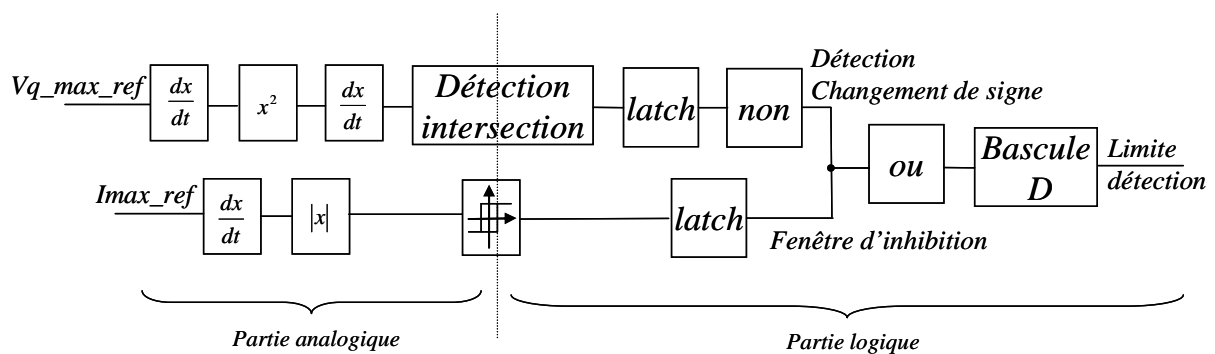 Vq_max_ref
dx
dt
x²
dx
dt
Détection
intersection
latch
non
Détection
Changement de signe
ou
Bascule
D
Limite
détection
Imax_ref
dx
dt
|x|
latch
Fenêtre d'inhibition
Partie analogique
Partie logique